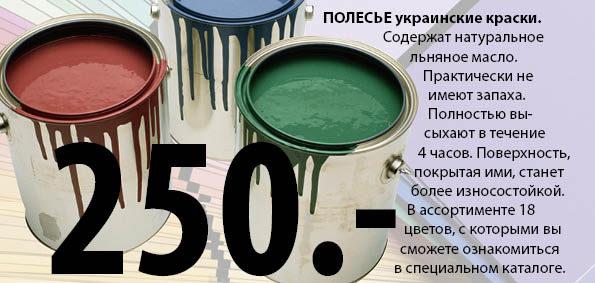 ПОЛЕСЬЕ украинские краски.
Содержат натуральное
льняное масло.
Практически не
имеют запаха.
Полностью вы-
сыхают в течение
4 часов. Поверхность,
покрытая ими, станет
более износостойкой.
В ассортименте 18
цветов, с которыми вы
сможете ознакомиться
в специальном каталоге.
250.-